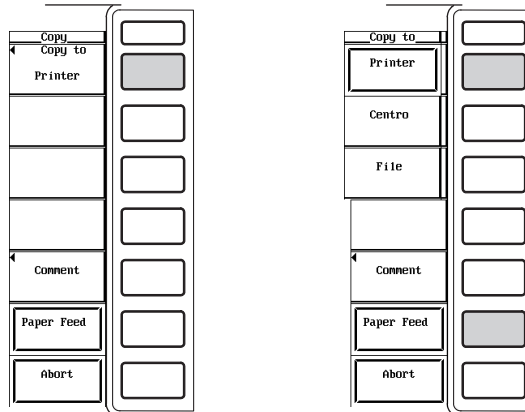 Copy
Copy to
Printer
Comment
Paper Feed
Abort
Copy to
Printer
Centro
File
Comment
Paper Feed
Abort